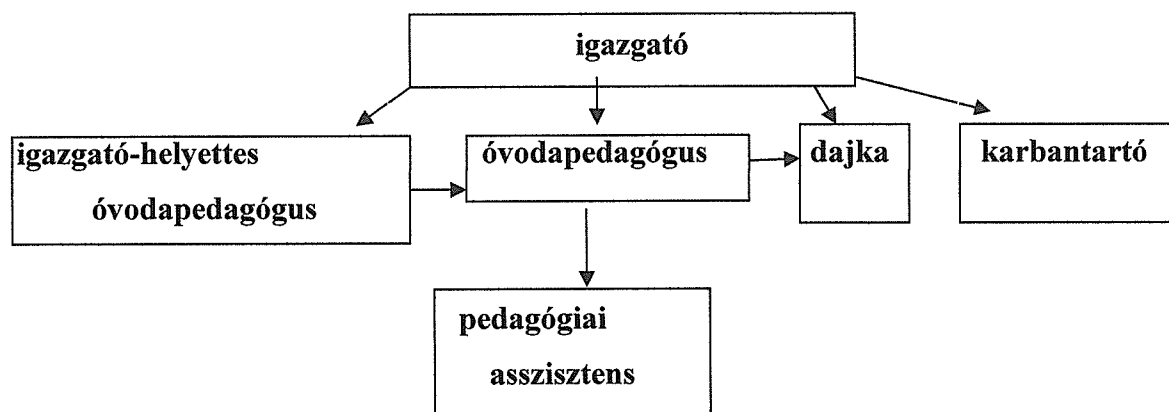 igazgató
igazgató-helyettes
óvodapedagógus
óvodapedagógus
dajka
karbantartó
pedagógiai
asszisztens